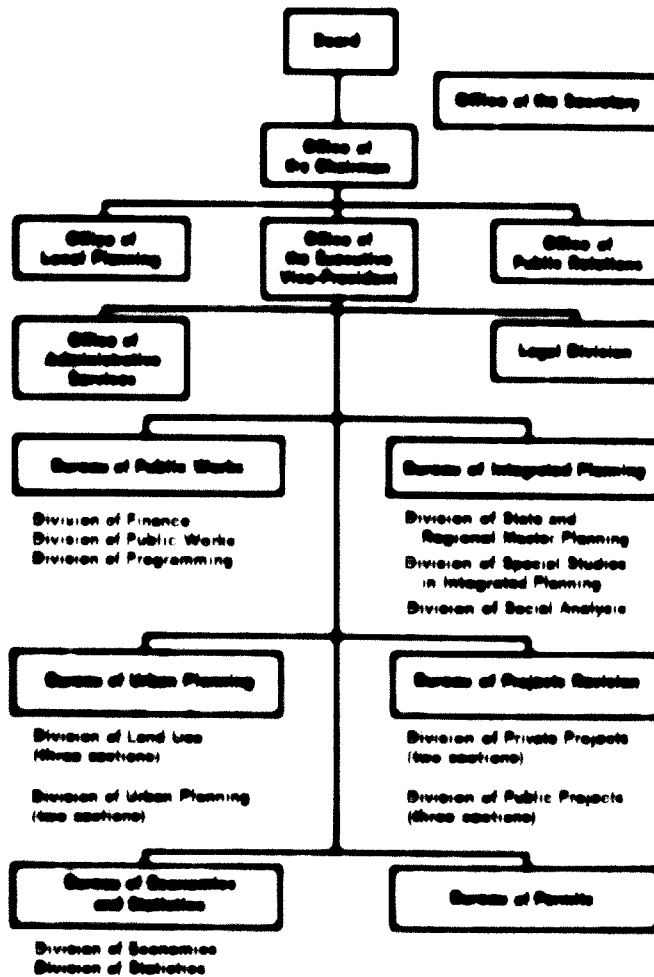 Board
Office of the Secretary
Office of
the Chairman
Office of
Local Planning
Office of
the Executive
Vice-President
Office of
Public Relations
Office of
Administrative
Services
Legal Division
Bureau of Public Works
Division of Finance
Division of Public Works
Division of Programming
Bureau of Integrated Planning
Division of State and
Regional Master Planning
Division of Special Studies
in Integrated Planning
Division of Social Analysis
Bureau of Urban Planning
Division of Land Use
(three sections)
Division of Urban Planning
(two sections)
Bureau of Projects Revision
Division of Private Projects
(two sections)
Division of Public Projects
(three sections)
Bureau of Economics
and Statistics
Division of Economics
Division of Statistics
Bureau of Permits